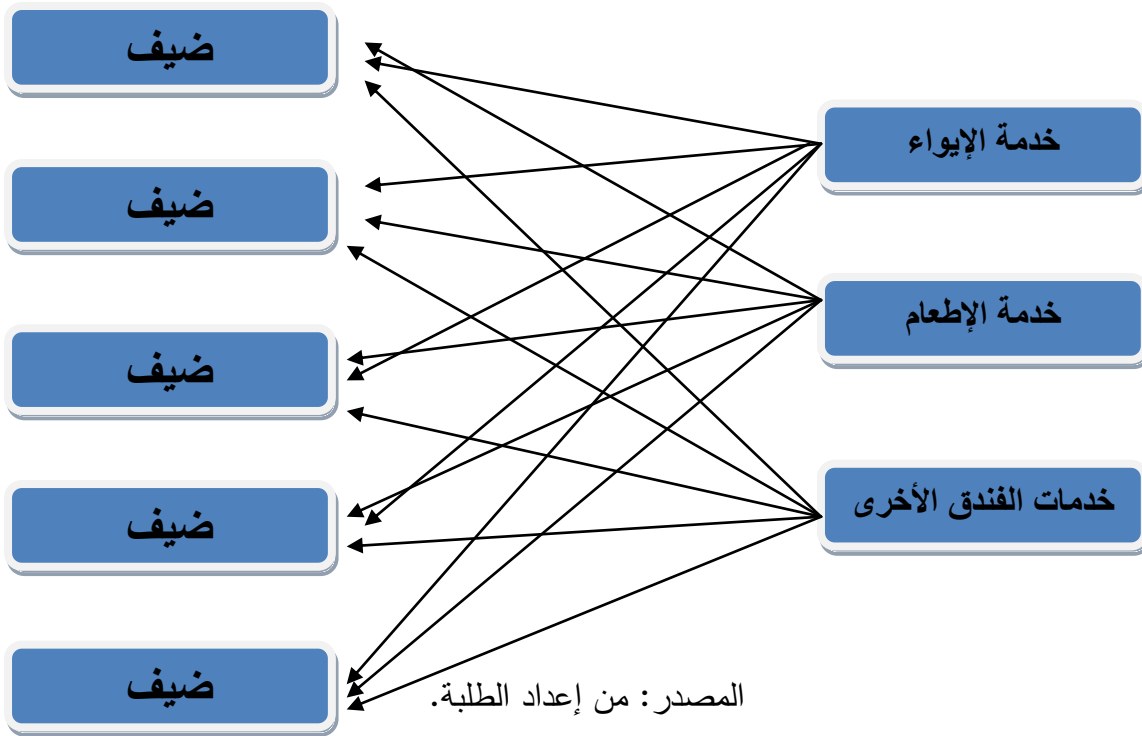 ضيف
خدمة الإيواء
ضيف
خدمة الإطعام
ضيف
خدمات الفندق الأخرى
ضيف
ضيف
المصدر: من إعداد الطلبة.